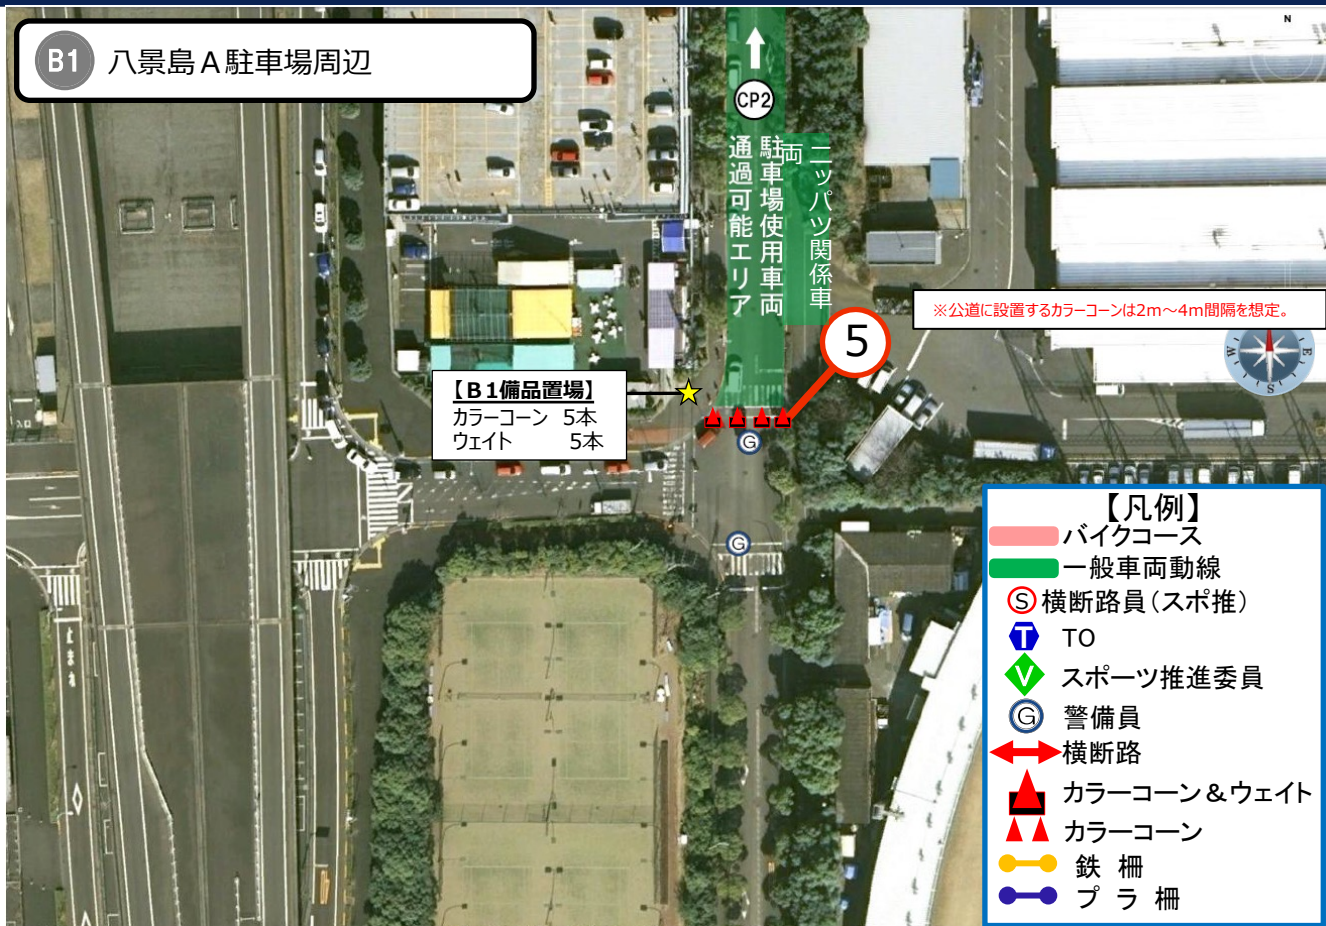 B1 八景島A駐車場周辺
N
CP2
ニッパツ関係車
両
駐車場使用車両
通過可能エリア
※公道に設置するカラーコーンは2m～4m間隔を想定。
5
【B1備品置場】
カラーコーン 5本
ウェイト 5本
G
G
N
W
E
S
【凡例】
バイクコース
一般車両動線
S 横断路員(スポ推)
T TO
V スポーツ推進委員
G 警備員
横断路
カラーコーン＆ウェイト
カラーコーン
鉄 柵
プ ラ 柵